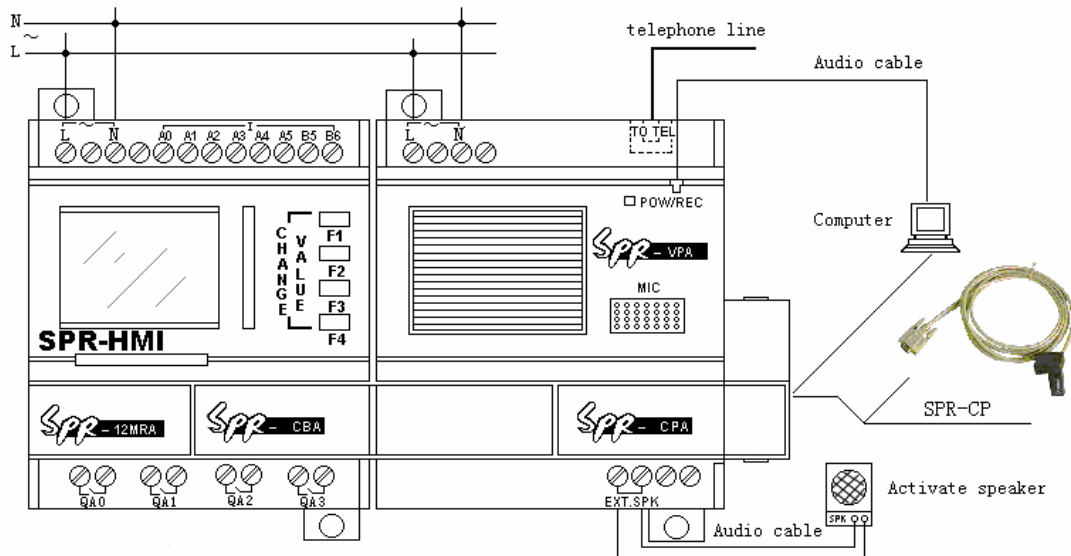 N
~
L
telephone line
Audio cable
L ~ N
I
A0 A1 A2 A3 A4 A5 B5 B6
L ~ N
TO TEL
POW/REC
CHANGE
VALUE
F1
F2
F3
F4
SPR-VPA
MIC
Computer
SPR-HMI
SPR-12MRA
SPR-CBA
SPR-CPA
SPR-CP
QA0 QA1 QA2 QA3
EXT.SPK
Activate speaker
SPK
Audio cable